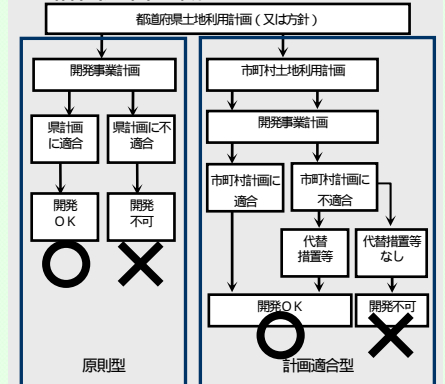 都道府県土地利用計画（又は方針）
開発事業計画
県計画
に適合
県計画に不
適合
開発
ＯＫ
開発
不可
原則型
市町村土地利用計画
開発事業計画
市町村計画に
適合
市町村計画に
不適合
代替
措置等
代替措置等
なし
開発ＯＫ
開発不可
計画適合型